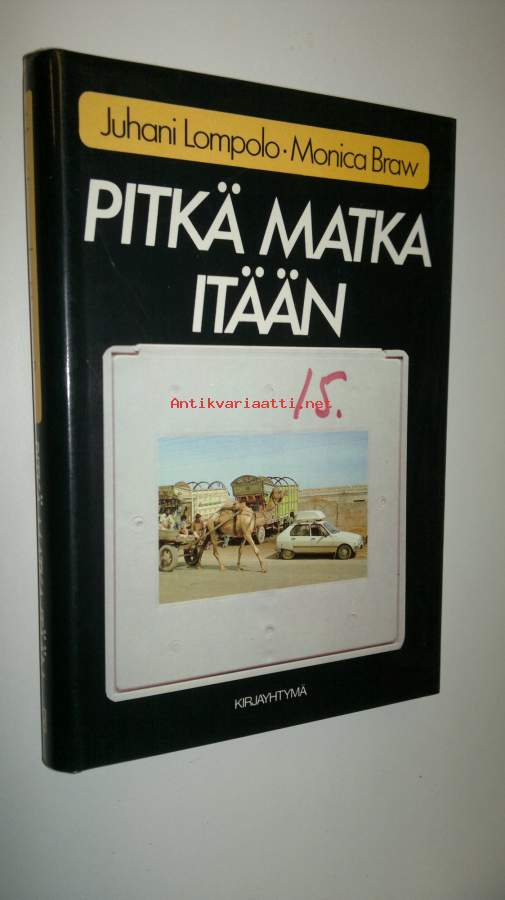 Juhani Lompolo · Monica Braw
PITKÄ MATKA
ITÄÄN
15.
Antikvariaatti.net
KIRJAYHTYMÄ